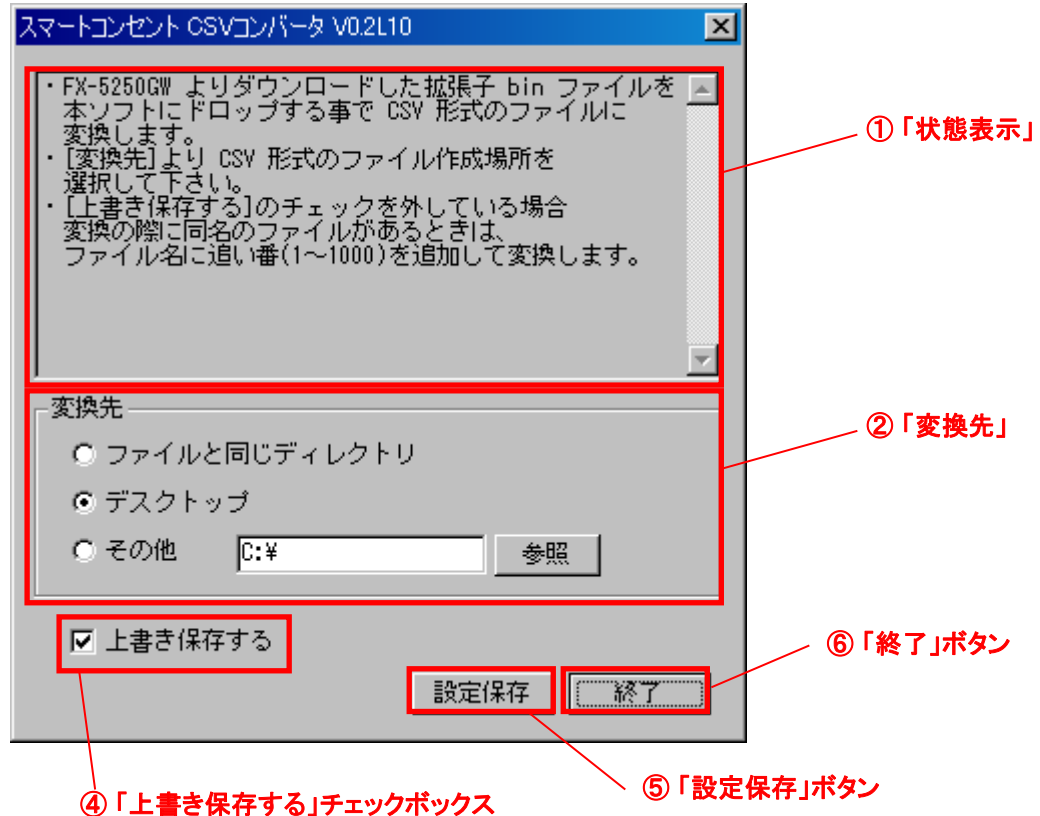 スマートコンセント CSVコンバータ V0.2L10
・FX-5250GW よりダウンロードした拡張子 bin ファイルを
本ソフトにドロップする事で CSV 形式のファイルに
変換します。
・[変換先]より CSV 形式のファイル作成場所を
選択して下さい。
・[上書き保存する]のチェックを外している場合
変換の際に同名のファイルがあるときは、
ファイル名に追い番(1～1000)を追加して変換します。
①「状態表示」
変換先
②「変換先」
ファイルと同じディレクトリ
デスクトップ
その他 C:¥ 参照
上書き保存する
⑥「終了」ボタン
設定保存 終了
⑤「設定保存」ボタン
④「上書き保存する」チェックボックス